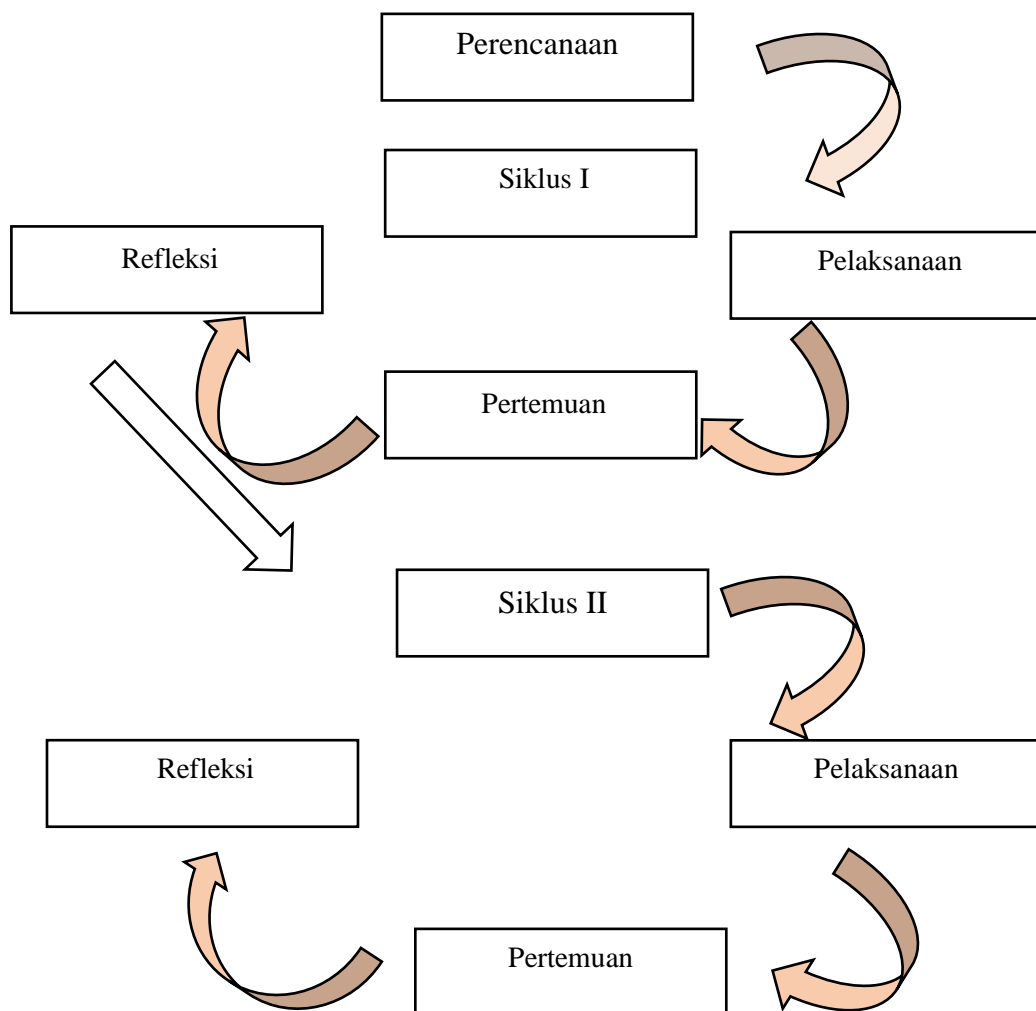 Perencanaan
Siklus I
Refleksi
Pelaksanaan
Pertemuan
Siklus II
Refleksi
Pelaksanaan
Pertemuan